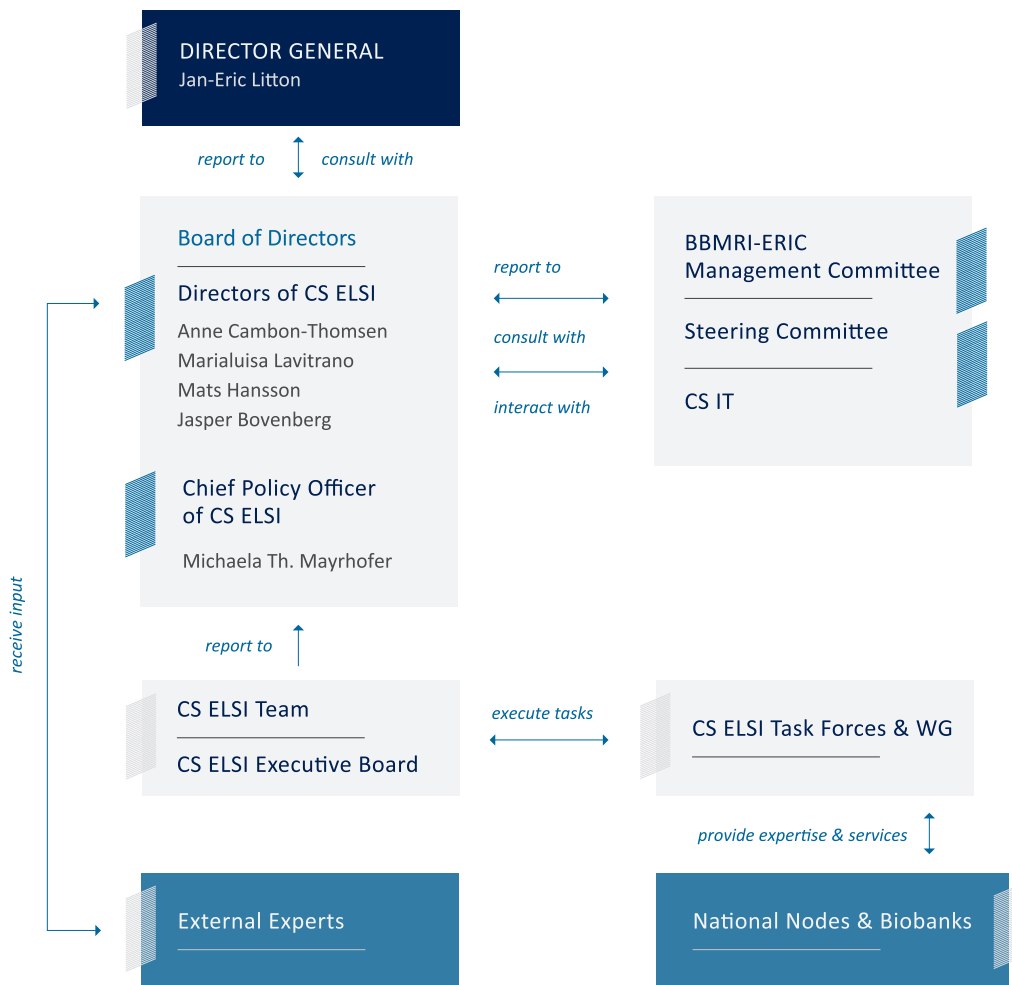 DIRECTOR GENERAL
Jan-Eric Litton
report to
consult with
Board of Directors
Directors of CS ELSI
Anne Cambon-Thomsen
Marialuisa Lavitrano
Mats Hansson
Jasper Bovenberg
Chief Policy Officer
of CS ELSI
Michaela Th. Mayrhofer
report to
consult with
interact with
BBMRI-ERIC
Management Committee
Steering Committee
CS IT
receive input
report to
CS ELSI Team
CS ELSI Executive Board
execute tasks
CS ELSI Task Forces & WG
provide expertise & services
External Experts
National Nodes & Biobanks